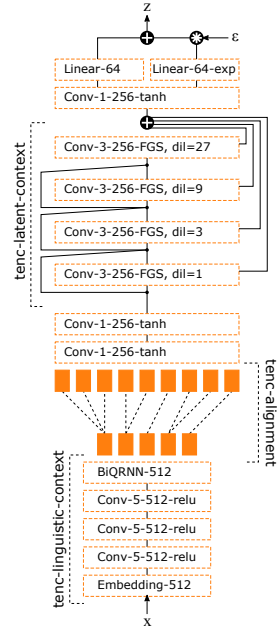 z
ε
Linear-64 Linear-64-exp
Conv-1-256-tanh
Conv-3-256-FGS, dil=27
Conv-3-256-FGS, dil=9
Conv-3-256-FGS, dil=3
Conv-3-256-FGS, dil=1
tenc-latent-context
Conv-1-256-tanh
Conv-1-256-tanh
tenc-alignment
BiQRNN-512
Conv-5-512-relu
Conv-5-512-relu
Conv-5-512-relu
Embedding-512
tenc-linguistic-context
x